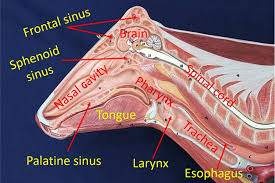 Frontal sinus
Brain
Sphenoid
sinus
Spinal cord
Nasal cavity
Pharynx
Tongue
Trachea
Palatine sinus
Larynx
Esophagus